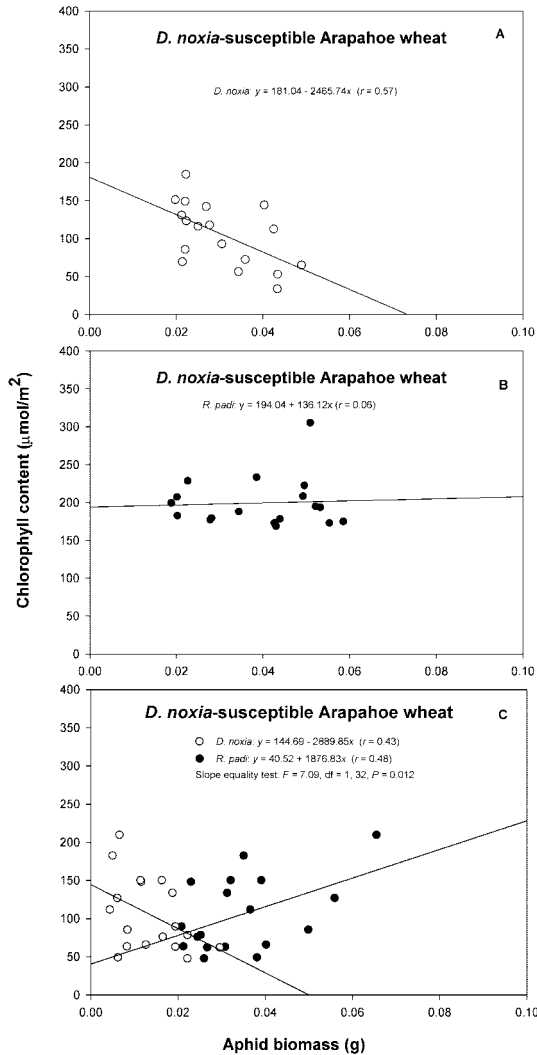 D. noxia-susceptible Arapahoe wheat
A
D. noxia: y = 181.04 - 2465.74x (r = 0.57)
400
350
300
250
200
150
100
50
0
0.00 0.02 0.04 0.06 0.08 0.10
D. noxia-susceptible Arapahoe wheat
B
R. padi: y = 194.04 + 136.12x (r = 0.06)
400
350
300
250
200
150
100
50
0
0.00 0.02 0.04 0.06 0.08 0.10
Chlorophyll content (μmol/m²)
D. noxia-susceptible Arapahoe wheat
C
D. noxia: y = 144.69 - 2889.85x (r = 0.43)
R. padi: y = 40.52 + 1876.83x (r = 0.48)
Slope equality test: F = 7.09, df = 1, 32, P = 0.012
400
350
300
250
200
150
100
50
0
0.00 0.02 0.04 0.06 0.08 0.10
Aphid biomass (g)